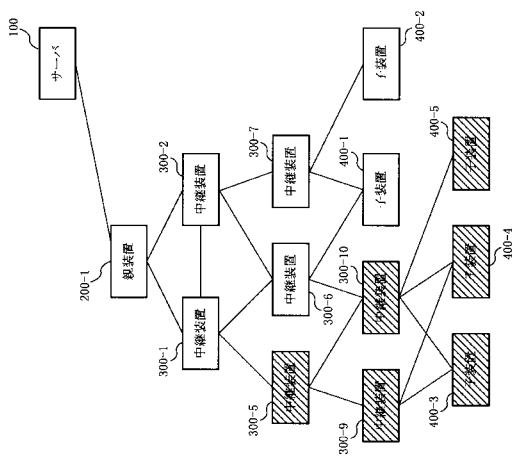 100
サーバ
200-1
親装置
300-1
中継装置
300-2
中継装置
300-5
中継装置
300-6
中継装置
300-7
中継装置
300-9
中継装置
300-10
中継装置
400-1
子装置
400-2
子装置
400-3
子装置
400-4
子装置
400-5
子装置